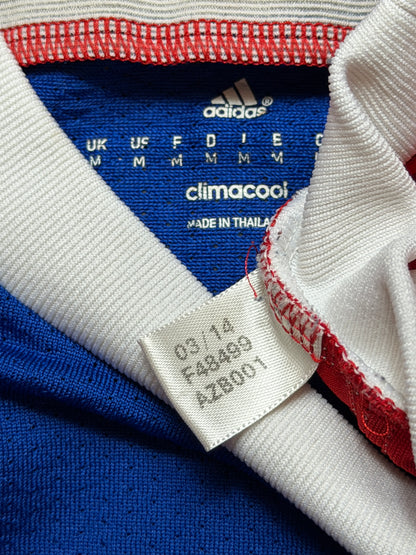 adidas®
UK US F D I E
M M M M M M
climacool
MADE IN THAILAND
03/14
F48499
AZB001